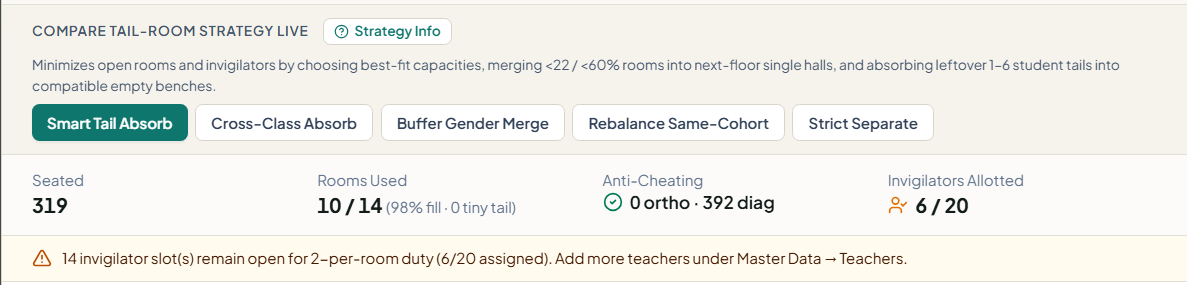 COMPARE TAIL-ROOM STRATEGY LIVE
Strategy Info
Minimizes open rooms and invigilators by choosing best-fit capacities, merging <22 / <60% rooms into next-floor single halls, and absorbing leftover 1–6 student tails into
compatible empty benches.
Smart Tail Absorb
Cross-Class Absorb
Buffer Gender Merge
Rebalance Same-Cohort
Strict Separate
Seated
319
Rooms Used
10 / 14 (98% fill · 0 tiny tail)
Anti-Cheating
0 ortho · 392 diag
Invigilators Allotted
6 / 20
14 invigilator slot(s) remain open for 2-per-room duty (6/20 assigned). Add more teachers under Master Data → Teachers.